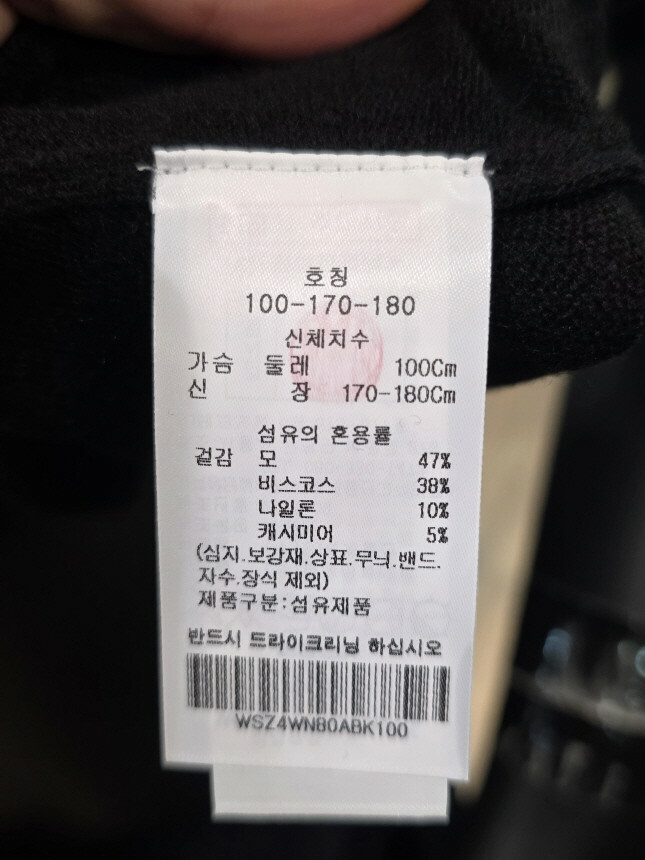 호칭
100-170-180
신체치수
가슴 둘레 100Cm
신 장 170-180Cm
섬유의 혼용률
겉감 모 47%
비스코스 38%
나일론 10%
캐시미어 5%
(심지.보강재.상표.무늬.밴드.
자수.장식 제외)
제품구분:섬유제품
반드시 드라이크리닝 하십시오
WSZ4WN80ABK100